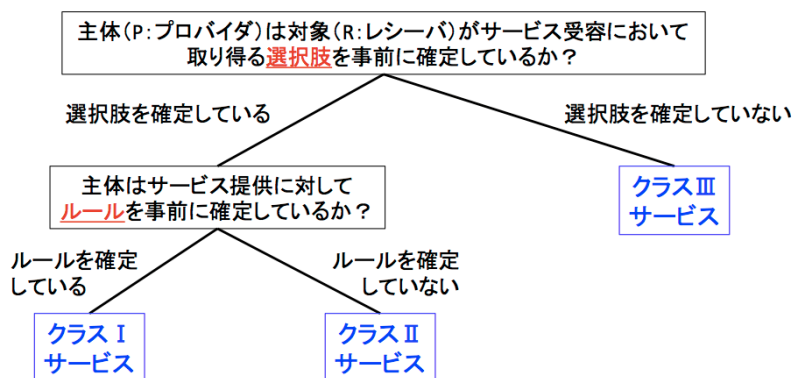 主体(P:プロバイダ)は対象(R:レシーバ)がサービス受容において
取り得る選択肢を事前に確定しているか？
選択肢を確定している
選択肢を確定していない
主体はサービス提供に対して
ルールを事前に確定しているか？
クラスⅢ
サービス
ルールを確定
している
ルールを確定
していない
クラスⅠ
サービス
クラスⅡ
サービス